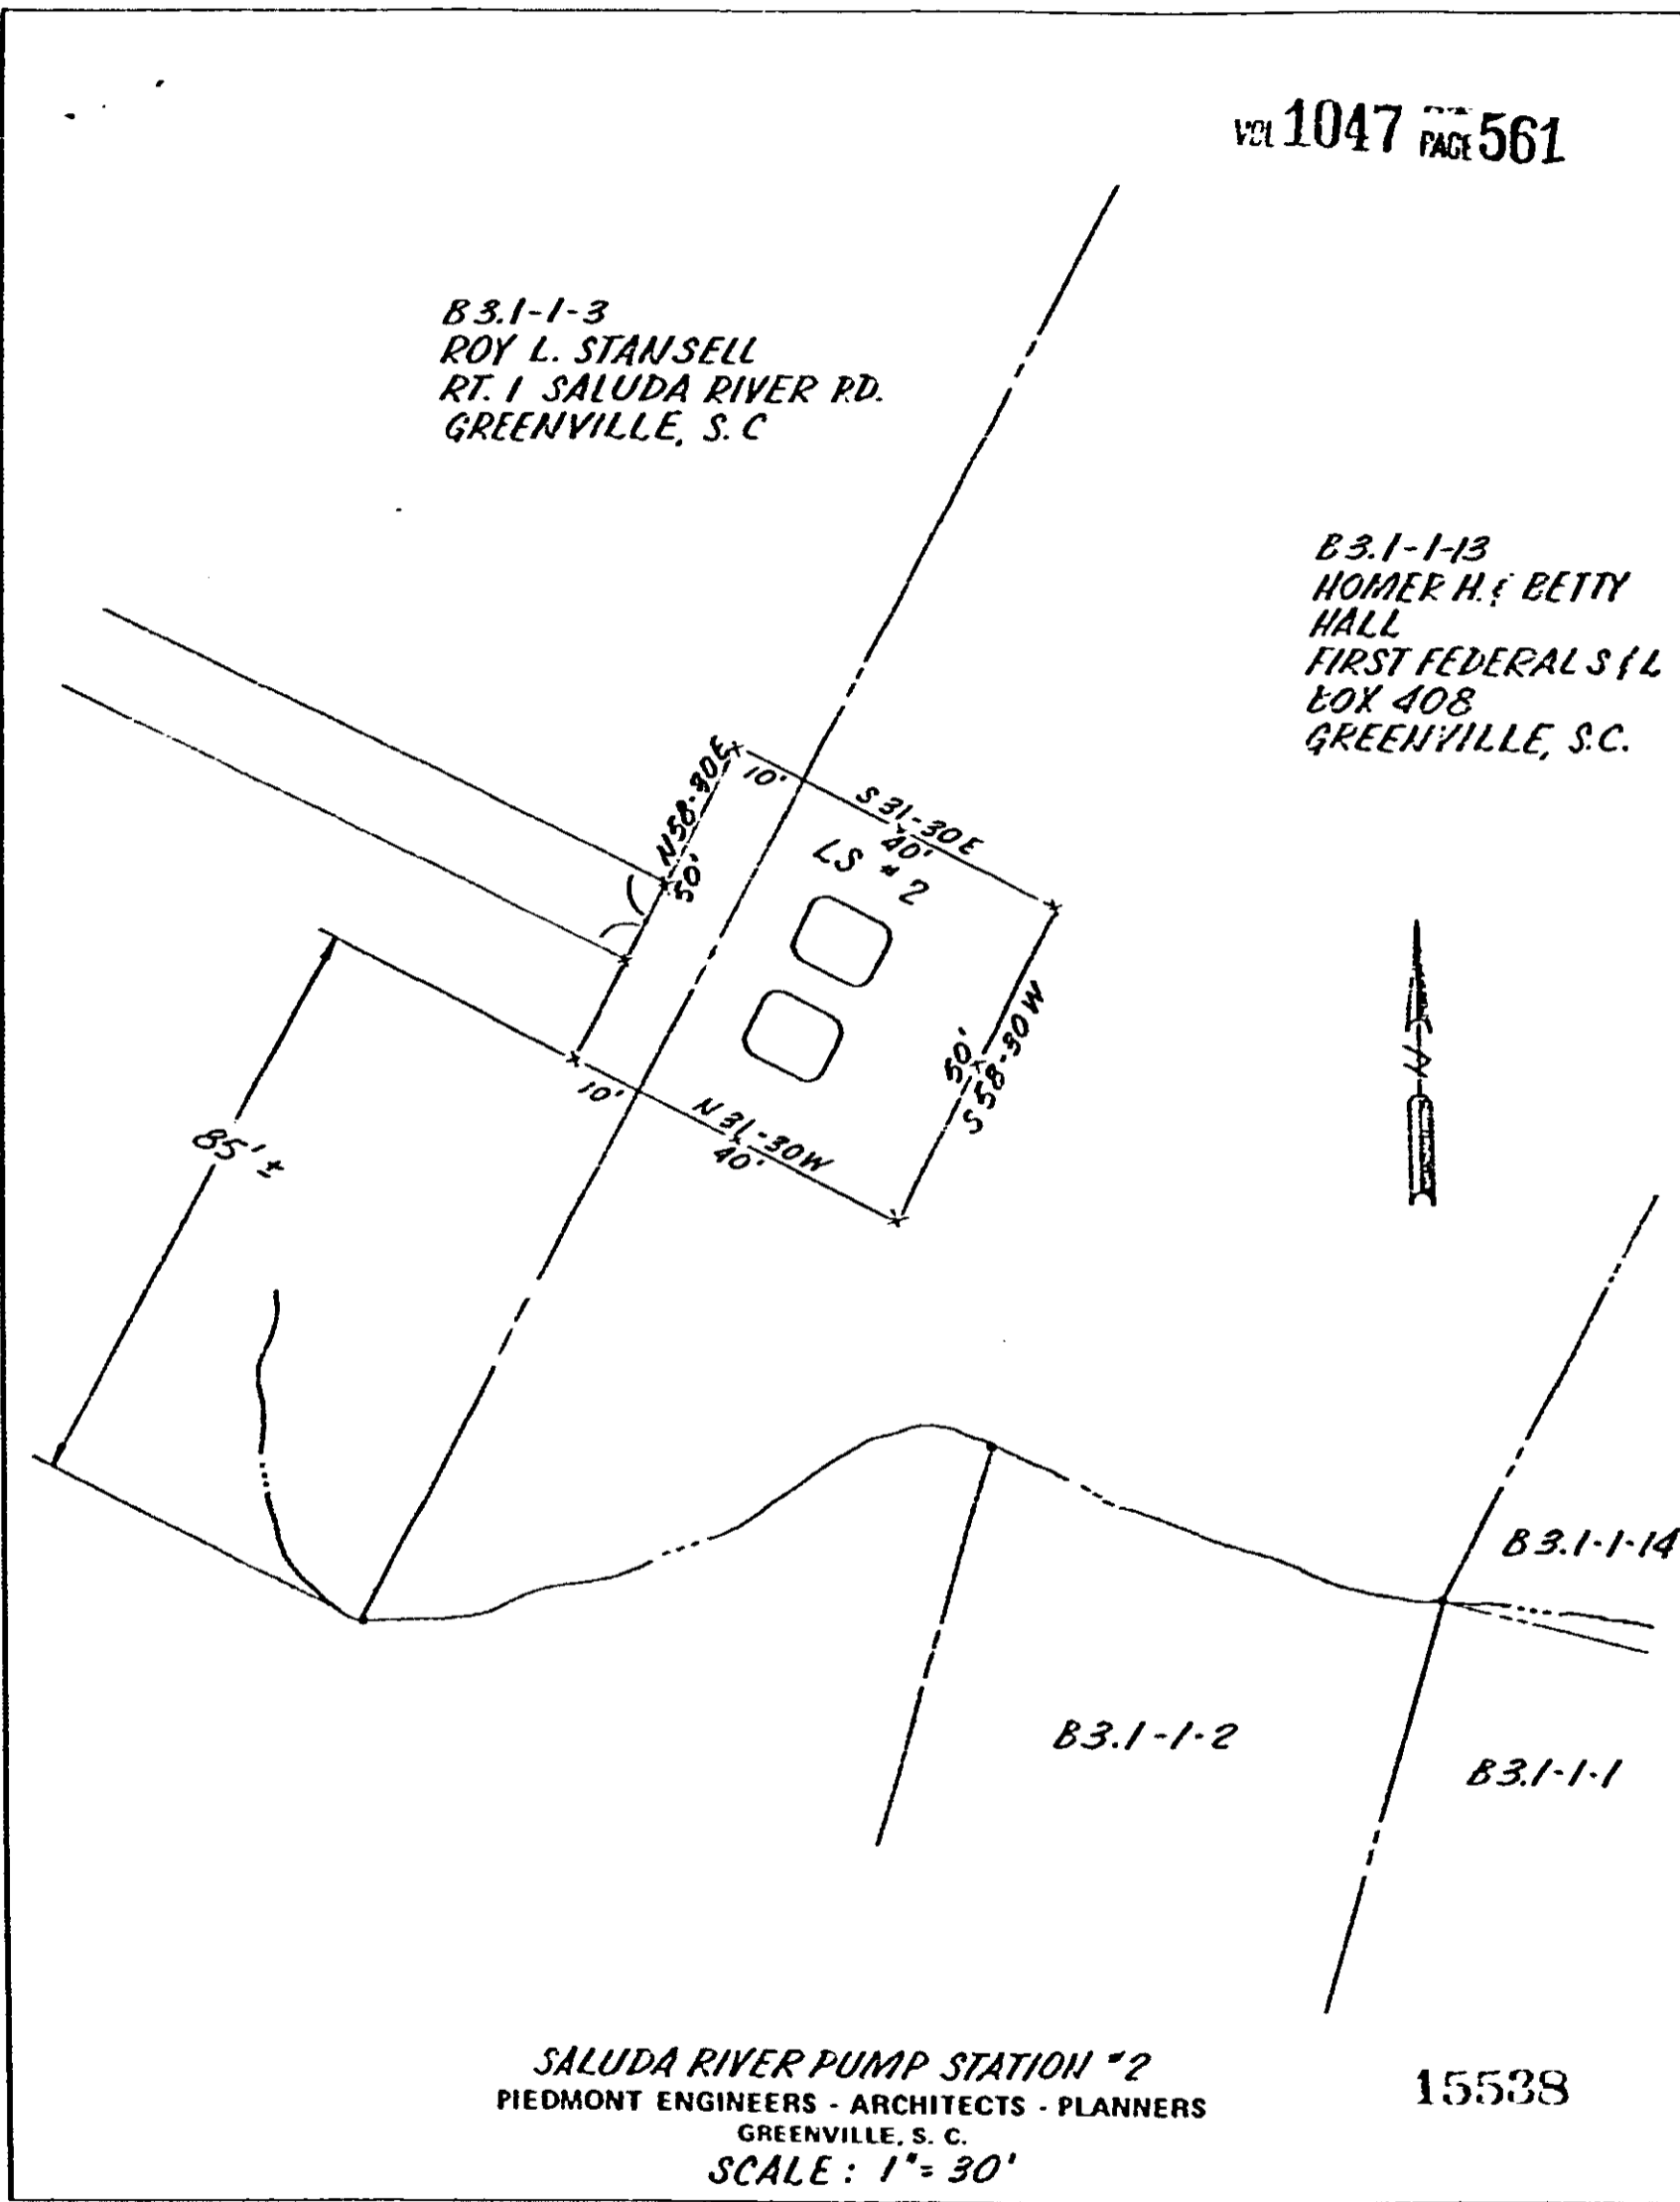 VOL 1047 PAGE 561
B3.1-1-3
ROY L. STANSELL
RT. 1 SALUDA RIVER RD.
GREENVILLE, S.C
B3.1-1-13
HOMER H. & BETTY
HALL
FIRST FEDERAL S & L
BOX 408
GREENVILLE, S.C.
N58-30E
50'
10'
S31-30E
40'
LS #2
50'
S58-30W
10'
N31-30W
40'
85'±
N
B3.1-1-14
B3.1-1-2
B3.1-1-1
SALUDA RIVER PUMP STATION #2
PIEDMONT ENGINEERS - ARCHITECTS - PLANNERS
GREENVILLE, S. C.
SCALE: 1"= 30'
15538